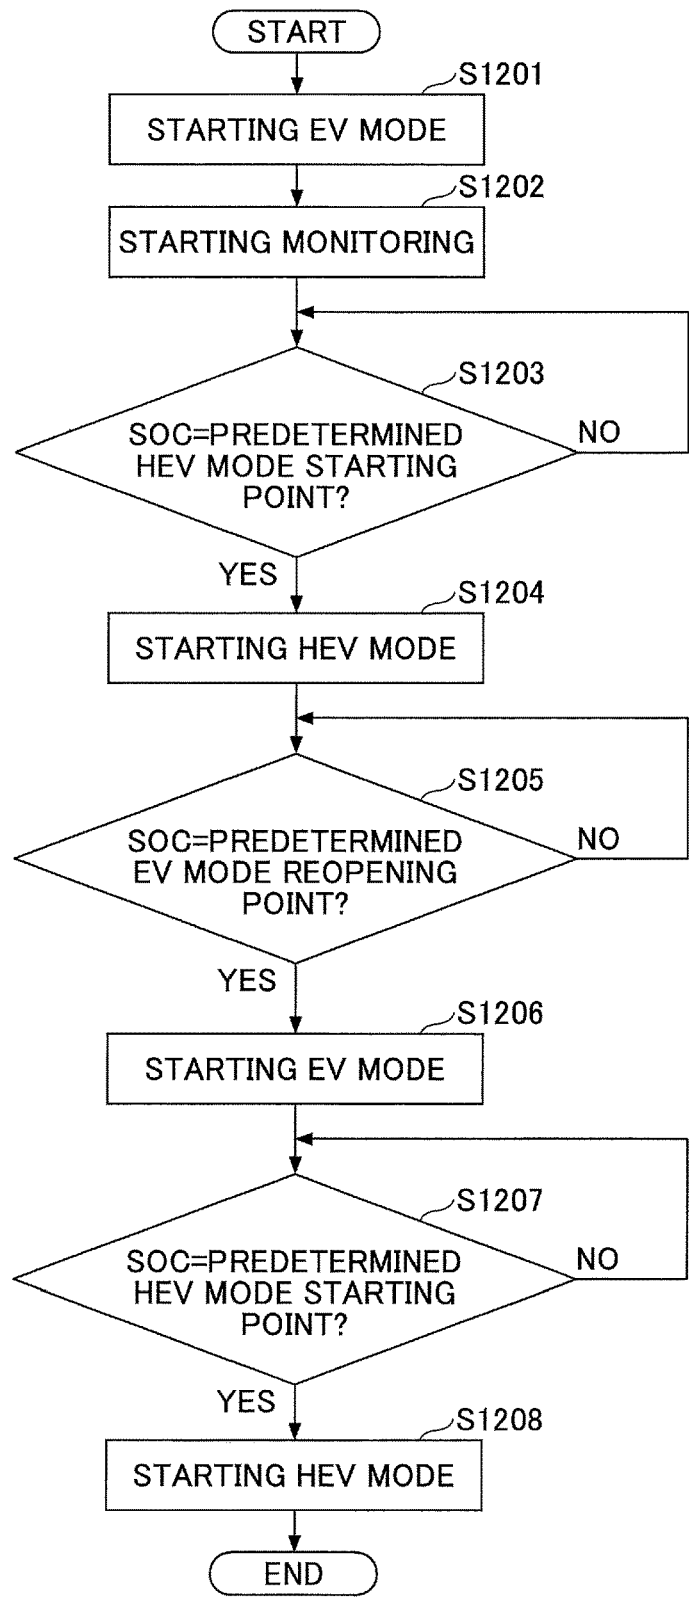 START
S1201
STARTING EV MODE
S1202
STARTING MONITORING
S1203
SOC=PREDETERMINED
HEV MODE STARTING
POINT?
NO
YES
S1204
STARTING HEV MODE
S1205
SOC=PREDETERMINED
EV MODE REOPENING
POINT?
NO
YES
S1206
STARTING EV MODE
S1207
SOC=PREDETERMINED
HEV MODE STARTING
POINT?
NO
YES
S1208
STARTING HEV MODE
END